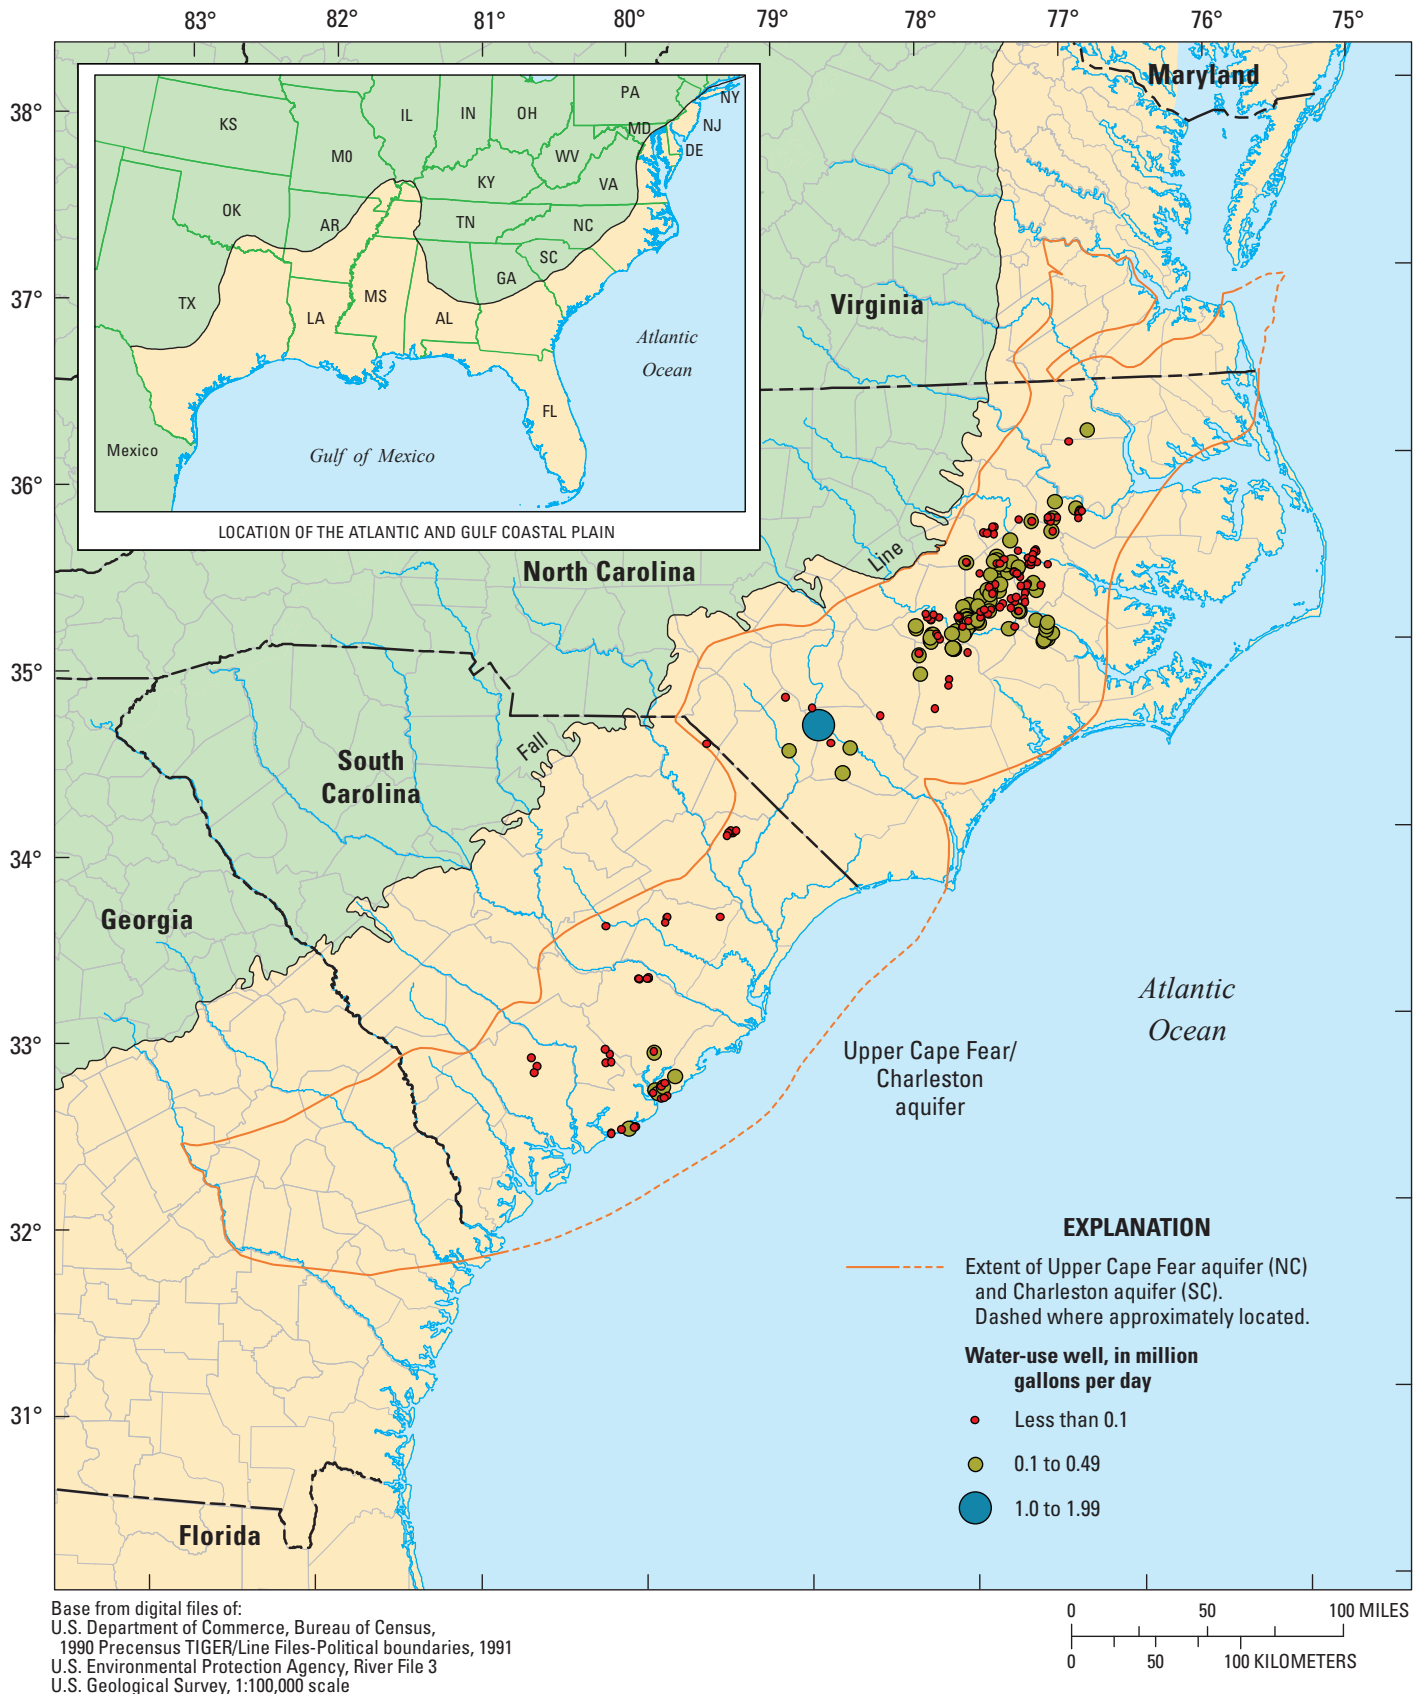 83°
82°
81°
80°
79°
78°
77°
76°
75°
38°
37°
36°
35°
34°
33°
32°
31°
KS
MO
IL
IN
OH
PA
NY
NJ
MD
DE
WV
VA
KY
OK
AR
TN
NC
SC
GA
TX
LA
MS
AL
FL
Mexico
Gulf of Mexico
Atlantic
Ocean
LOCATION OF THE ATLANTIC AND GULF COASTAL PLAIN
Maryland
Virginia
North Carolina
Line
Fall
South
Carolina
Georgia
Florida
Atlantic
Ocean
Upper Cape Fear/
Charleston
aquifer
EXPLANATION
Extent of Upper Cape Fear aquifer (NC)
and Charleston aquifer (SC).
Dashed where approximately located.
Water-use well, in million
gallons per day
Less than 0.1
0.1 to 0.49
1.0 to 1.99
Base from digital files of:
U.S. Department of Commerce, Bureau of Census,
1990 Precensus TIGER/Line Files-Political boundaries, 1991
U.S. Environmental Protection Agency, River File 3
U.S. Geological Survey, 1:100,000 scale
0 50 100 MILES
0 50 100 KILOMETERS